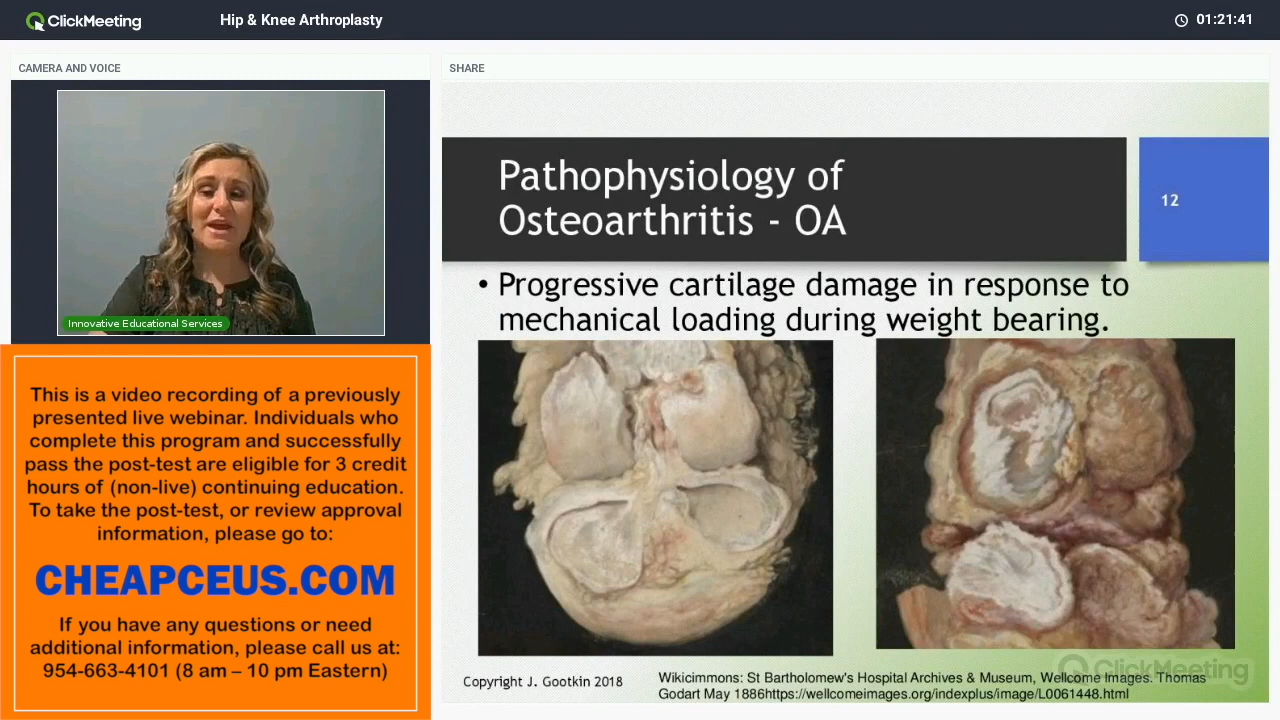 ClickMeeting
Hip & Knee Arthroplasty
01:21:41
CAMERA AND VOICE
Innovative Educational Services
This is a video recording of a previously
presented live webinar. Individuals who
complete this program and successfully
pass the post-test are eligible for 3 credit
hours of (non-live) continuing education.
To take the post-test, or review approval
information, please go to:
CHEAPCEUS.COM
If you have any questions or need
additional information, please call us at:
954-663-4101 (8 am – 10 pm Eastern)
SHARE
Pathophysiology of
Osteoarthritis - OA
12
• Progressive cartilage damage in response to
mechanical loading during weight bearing.
Copyright J. Gootkin 2018
Wikicimmons: St Bartholomew's Hospital Archives & Museum, Wellcome Images. Thomas
Godart May 1886https://wellcomeimages.org/indexplus/image/L0061448.html
ClickMeeting